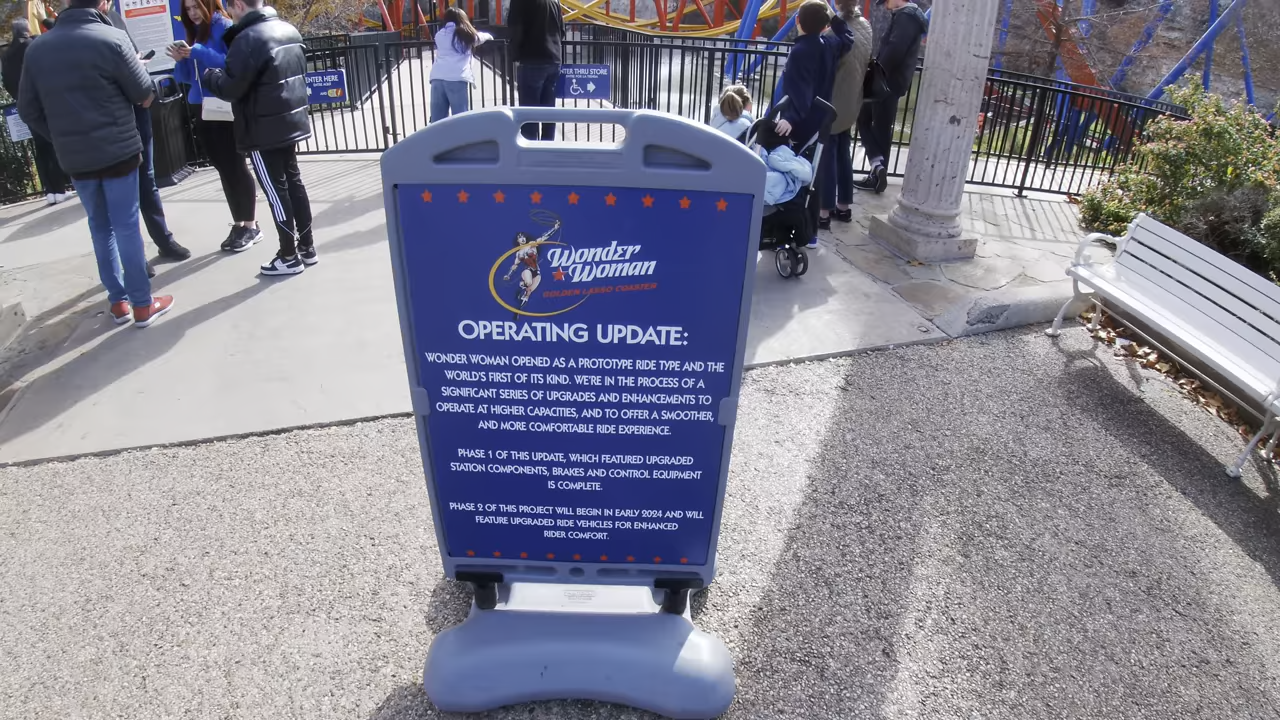 ENTER HERE
ENTER THRU STORE
Wonder
Woman
GOLDEN LASSO COASTER
OPERATING UPDATE:
WONDER WOMAN OPENED AS A PROTOTYPE RIDE TYPE AND THE
WORLD'S FIRST OF ITS KIND. WE'RE IN THE PROCESS OF A
SIGNIFICANT SERIES OF UPGRADES AND ENHANCEMENTS TO
OPERATE AT HIGHER CAPACITIES, AND TO OFFER A SMOOTHER,
AND MORE COMFORTABLE RIDE EXPERIENCE.
PHASE 1 OF THIS UPDATE, WHICH FEATURED UPGRADED
STATION COMPONENTS, BRAKES AND CONTROL EQUIPMENT
IS COMPLETE.
PHASE 2 OF THIS PROJECT WILL BEGIN IN EARLY 2024 AND WILL
FEATURE UPGRADED RIDE VEHICLES FOR ENHANCED
RIDER COMFORT.